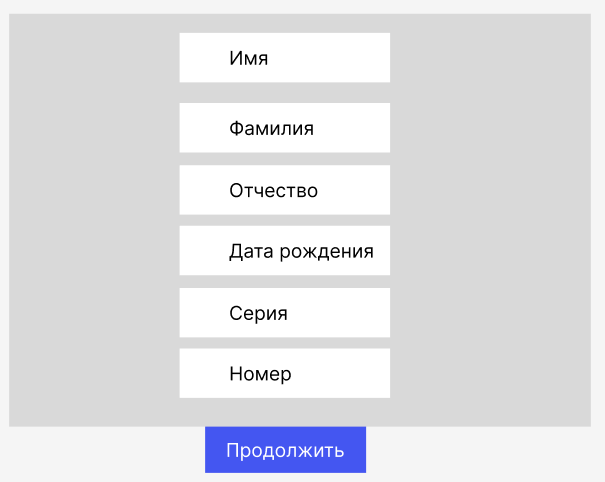 Имя
Фамилия
Отчество
Дата рождения
Серия
Номер
Продолжить